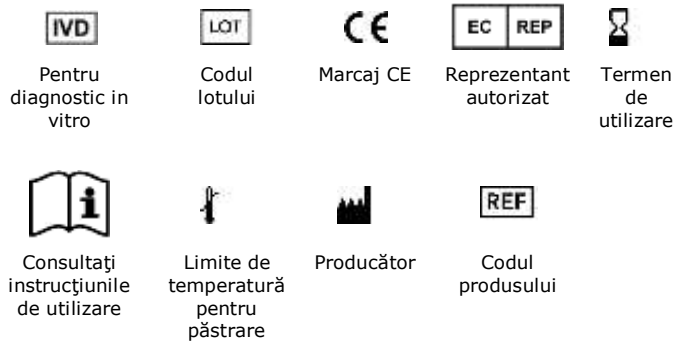 IVD LOT CE EC REP
Pentru Codul Marcaj CE Reprezentant Termen
diagnostic in lotului autorizat de
vitro utilizare
i REF
Consultaţi Limite de Producător Codul
instrucţiunile temperatură produsului
de utilizare pentru
păstrare